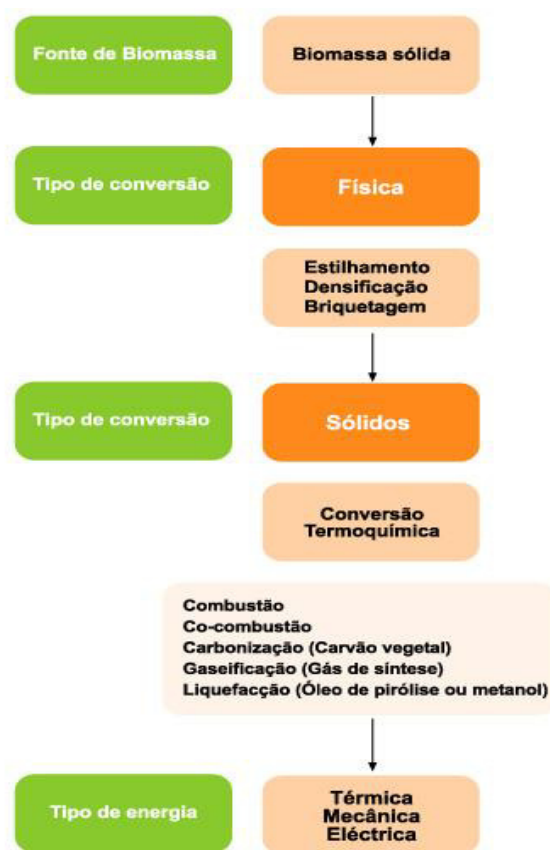 Fonte de Biomassa
Biomassa sólida
Tipo de conversão
Física
Estilhamento
Densificação
Briquetagem
Tipo de conversão
Sólidos
Conversão
Termoquímica
Combustão
Co-combustão
Carbonização (Carvão vegetal)
Gaseificação (Gás de síntese)
Liquefacção (Óleo de pirólise ou metanol)
Tipo de energia
Térmica
Mecânica
Eléctrica